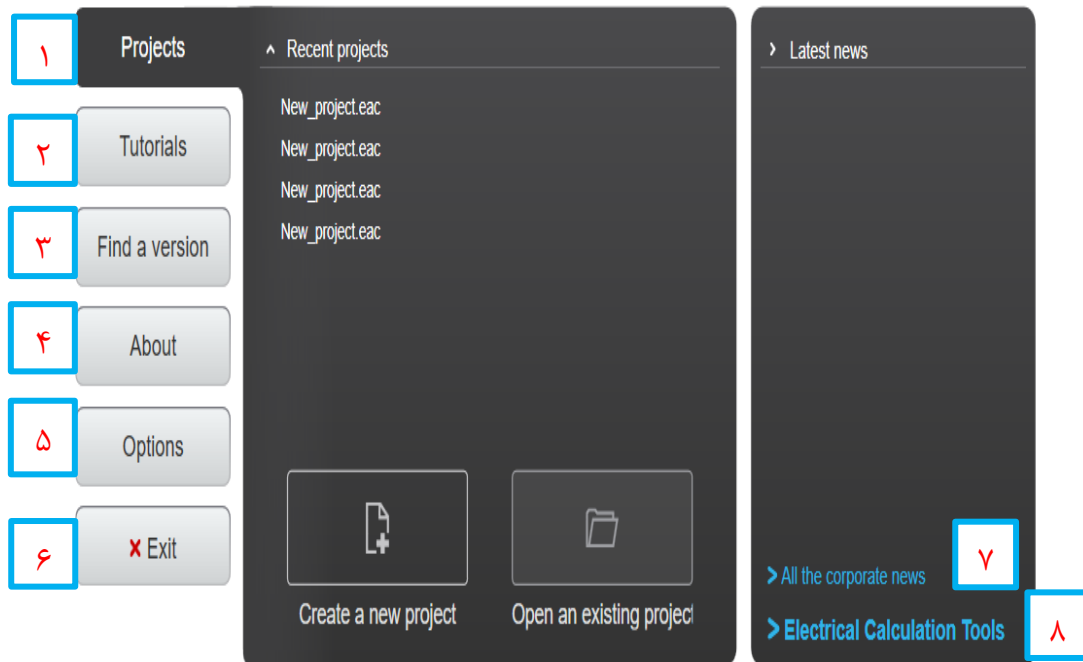 ۱
Projects
۲
Tutorials
۳
Find a version
۴
About
۵
Options
۶
Exit
Recent projects
New_project.eac
New_project.eac
New_project.eac
New_project.eac
Create a new project
Open an existing project
Latest news
All the corporate news
۷
Electrical Calculation Tools
۸